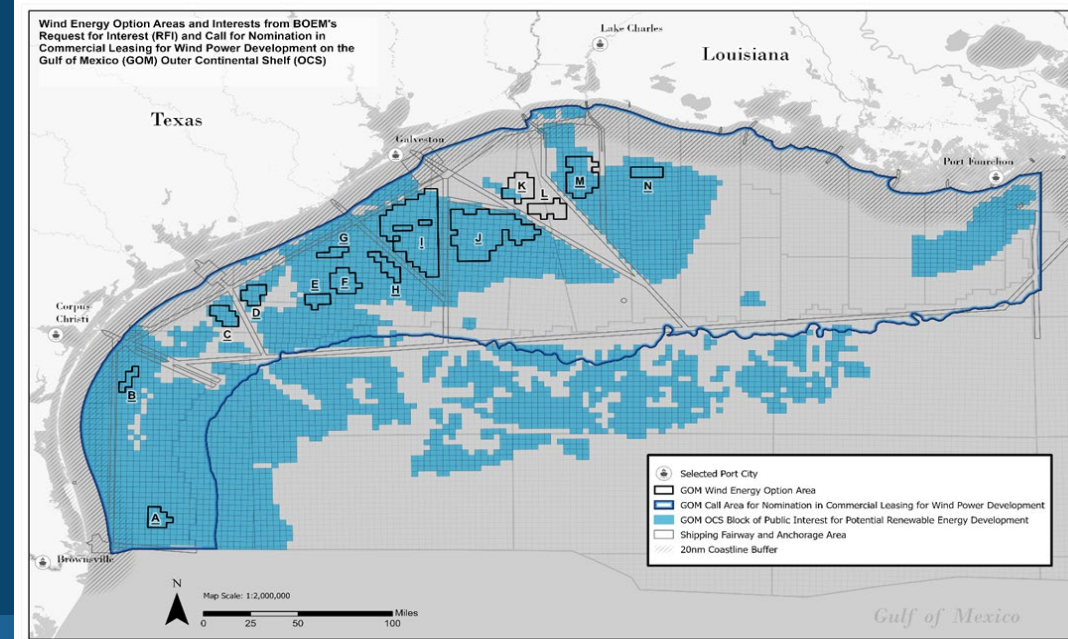 Wind Energy Option Areas and Interests from BOEM's
Request for Interest (RFI) and Call for Nomination in
Commercial Leasing for Wind Power Development on the
Gulf of Mexico (GOM) Outer Continental Shelf (OCS)
Lake Charles
Louisiana
Texas
Galveston
Port Fourchon
K
M
N
L
G
I
J
E
F
H
D
C
Corpus
Christi
B
A
Brownsville
Selected Port City
GOM Wind Energy Option Area
GOM Call Area for Nomination in Commercial Leasing for Wind Power Development
GOM OCS Block of Public Interest for Potential Renewable Energy Development
Shipping Fairway and Anchorage Area
20nm Coastline Buffer
N
Map Scale: 1:2,000,000
Miles
0 25 50 100
Gulf of Mexico